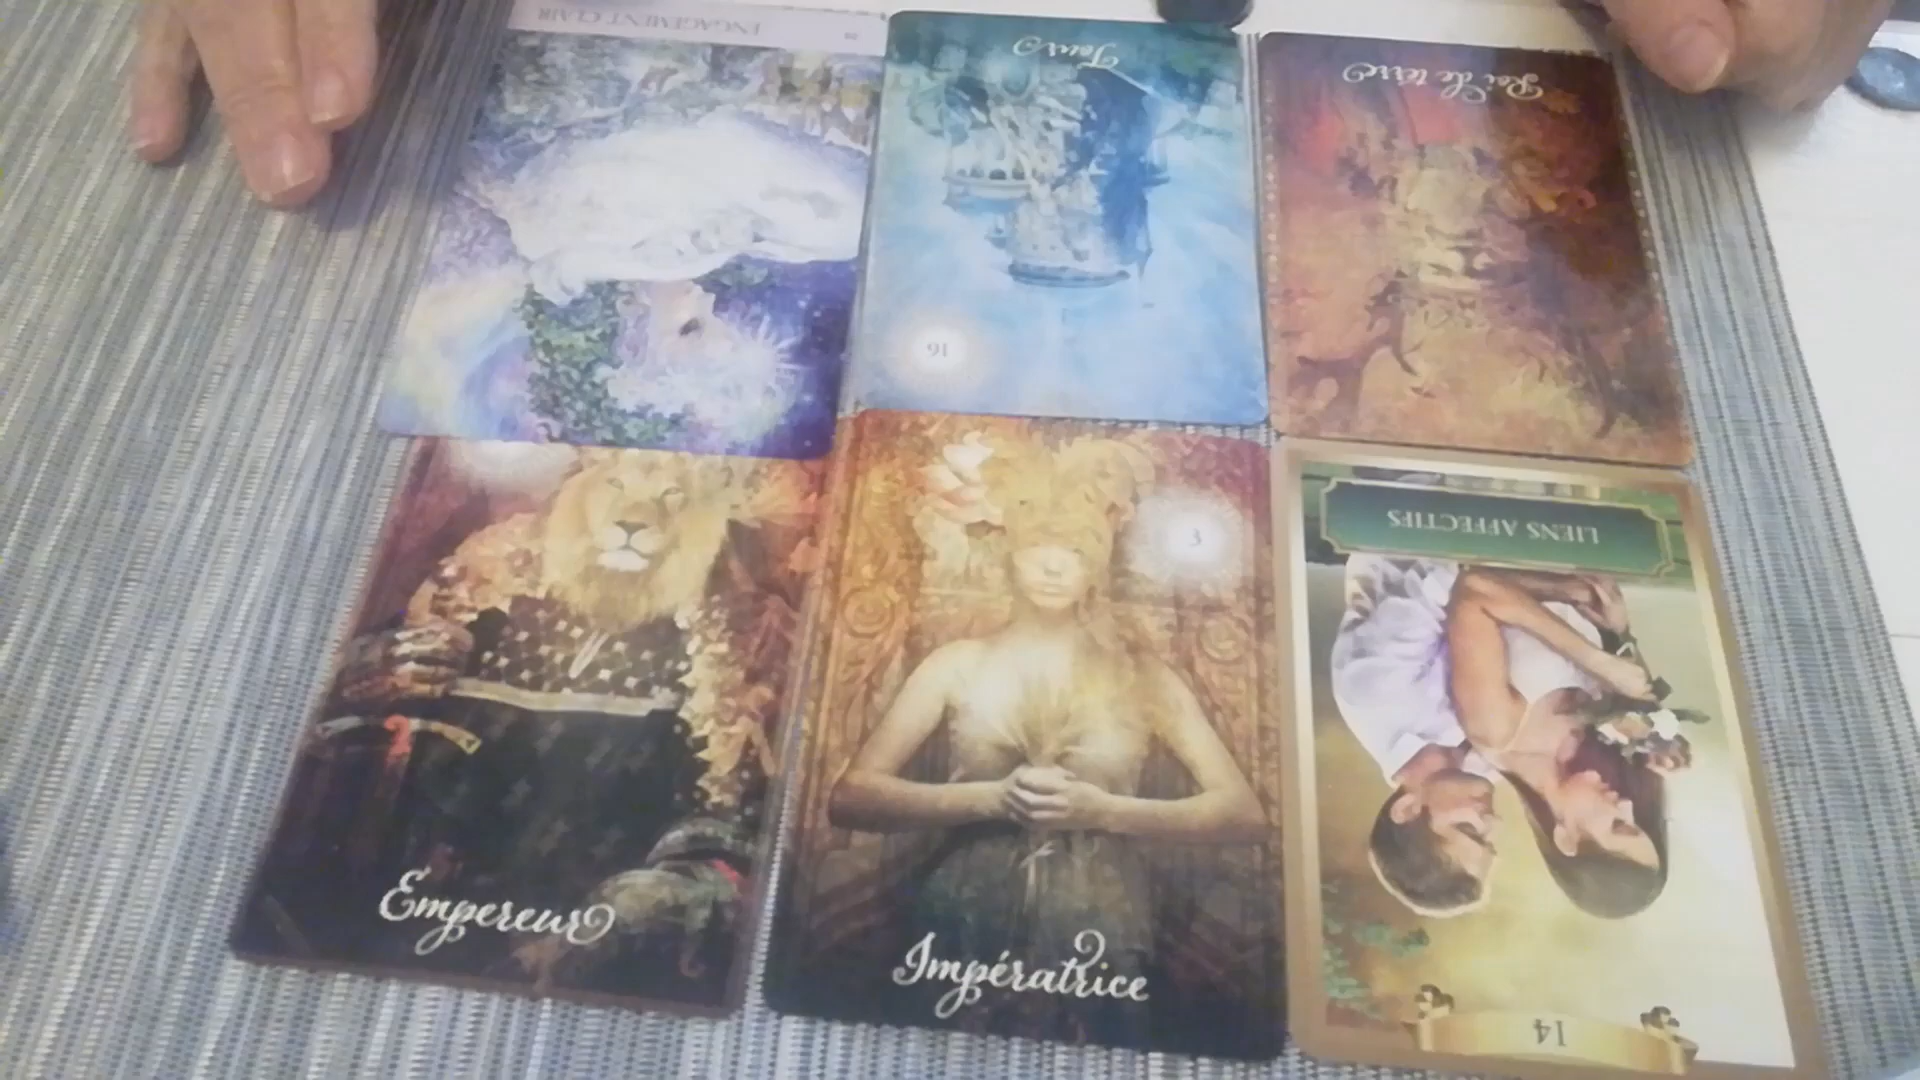 ENGAGEMENT CLAIR
Tour
Roi de terre
16
3
LIENS AFFECTIFS
Empereur
Impératrice
14